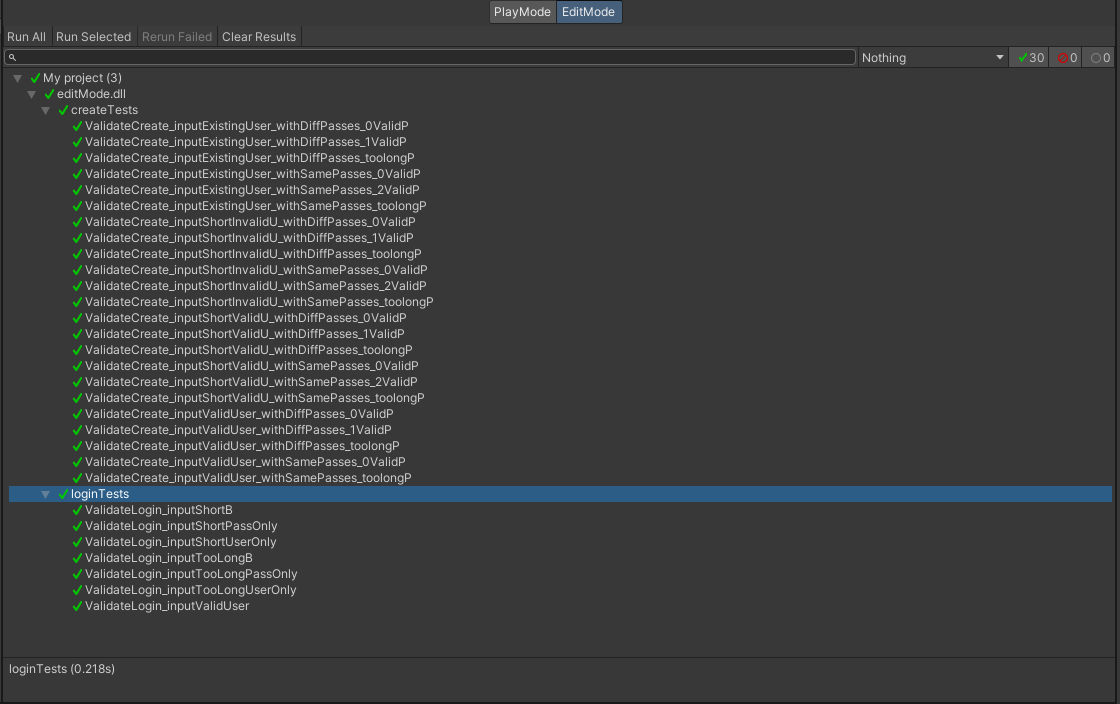 PlayMode EditMode
Run All Run Selected Rerun Failed Clear Results
Nothing 30 0 0
My project (3)
editMode.dll
createTests
ValidateCreate_inputExistingUser_withDiffPasses_0ValidP
ValidateCreate_inputExistingUser_withDiffPasses_1ValidP
ValidateCreate_inputExistingUser_withDiffPasses_toolongP
ValidateCreate_inputExistingUser_withSamePasses_0ValidP
ValidateCreate_inputExistingUser_withSamePasses_2ValidP
ValidateCreate_inputExistingUser_withSamePasses_toolongP
ValidateCreate_inputShortInvalidU_withDiffPasses_0ValidP
ValidateCreate_inputShortInvalidU_withDiffPasses_1ValidP
ValidateCreate_inputShortInvalidU_withDiffPasses_toolongP
ValidateCreate_inputShortInvalidU_withSamePasses_0ValidP
ValidateCreate_inputShortInvalidU_withSamePasses_2ValidP
ValidateCreate_inputShortInvalidU_withSamePasses_toolongP
ValidateCreate_inputShortValidU_withDiffPasses_0ValidP
ValidateCreate_inputShortValidU_withDiffPasses_1ValidP
ValidateCreate_inputShortValidU_withDiffPasses_toolongP
ValidateCreate_inputShortValidU_withSamePasses_0ValidP
ValidateCreate_inputShortValidU_withSamePasses_2ValidP
ValidateCreate_inputShortValidU_withSamePasses_toolongP
ValidateCreate_inputValidUser_withDiffPasses_0ValidP
ValidateCreate_inputValidUser_withDiffPasses_1ValidP
ValidateCreate_inputValidUser_withDiffPasses_toolongP
ValidateCreate_inputValidUser_withSamePasses_0ValidP
ValidateCreate_inputValidUser_withSamePasses_toolongP
loginTests
ValidateLogin_inputShortB
ValidateLogin_inputShortPassOnly
ValidateLogin_inputShortUserOnly
ValidateLogin_inputTooLongB
ValidateLogin_inputTooLongPassOnly
ValidateLogin_inputTooLongUserOnly
ValidateLogin_inputValidUser
loginTests (0.218s)